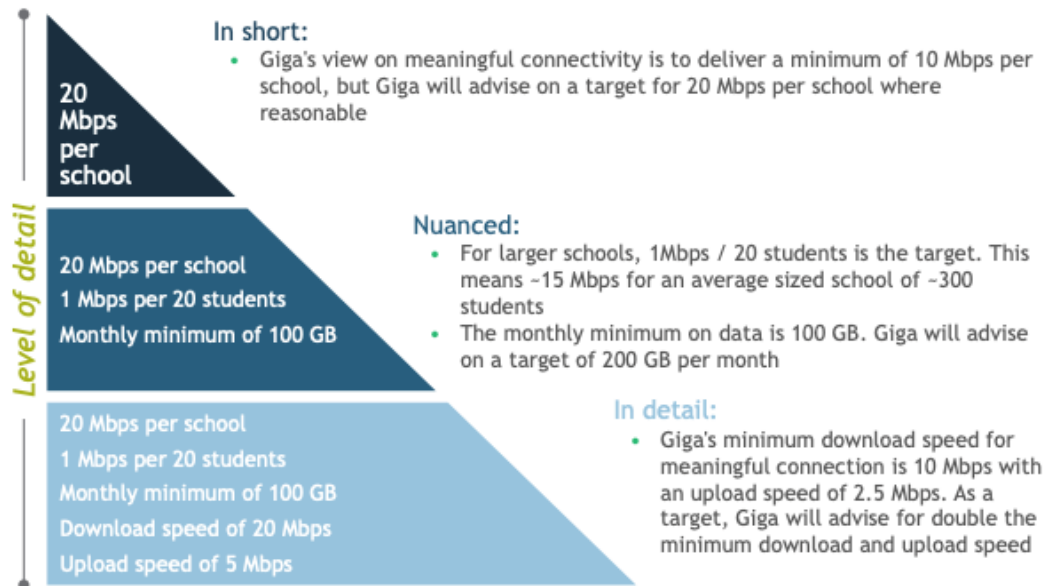 Level of detail
20
Mbps
per
school
In short:
• Giga's view on meaningful connectivity is to deliver a minimum of 10 Mbps per
school, but Giga will advise on a target for 20 Mbps per school where
reasonable
20 Mbps per school
1 Mbps per 20 students
Monthly minimum of 100 GB
Nuanced:
• For larger schools, 1Mbps / 20 students is the target. This
means ~15 Mbps for an average sized school of ~300
students
• The monthly minimum on data is 100 GB. Giga will advise
on a target of 200 GB per month
20 Mbps per school
1 Mbps per 20 students
Monthly minimum of 100 GB
Download speed of 20 Mbps
Upload speed of 5 Mbps
In detail:
• Giga's minimum download speed for
meaningful connection is 10 Mbps with
an upload speed of 2.5 Mbps. As a
target, Giga will advise for double the
minimum download and upload speed